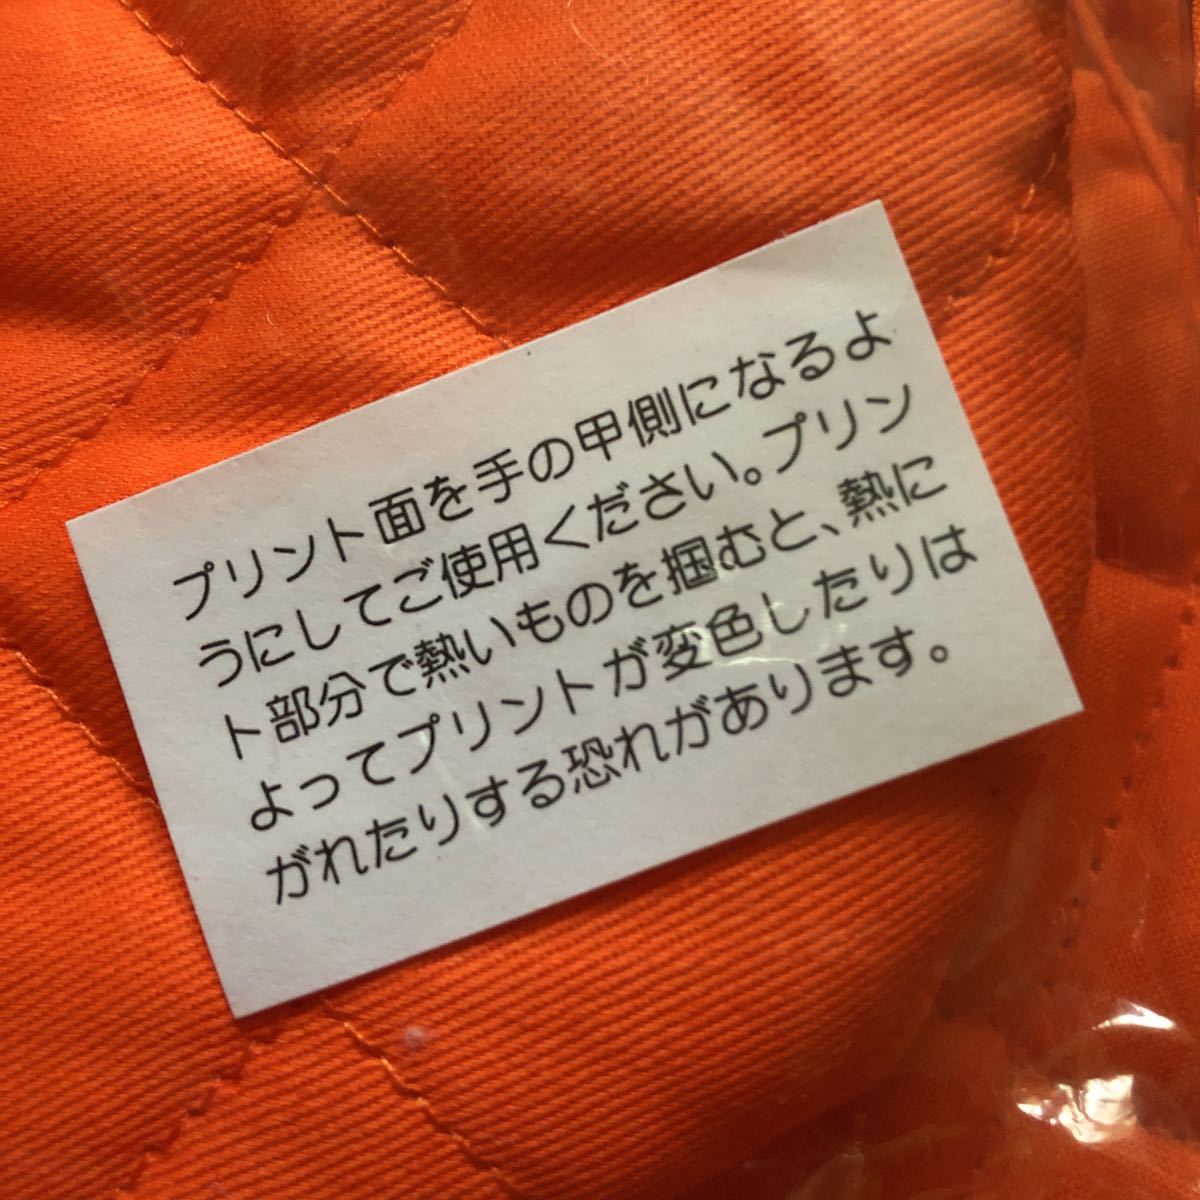 プリント面を手の甲側になるよ
うにしてご使用ください。プリン
ト部分で熱いものを掴むと、熱に
よってプリントが変色したりは
がれたりする恐れがあります。